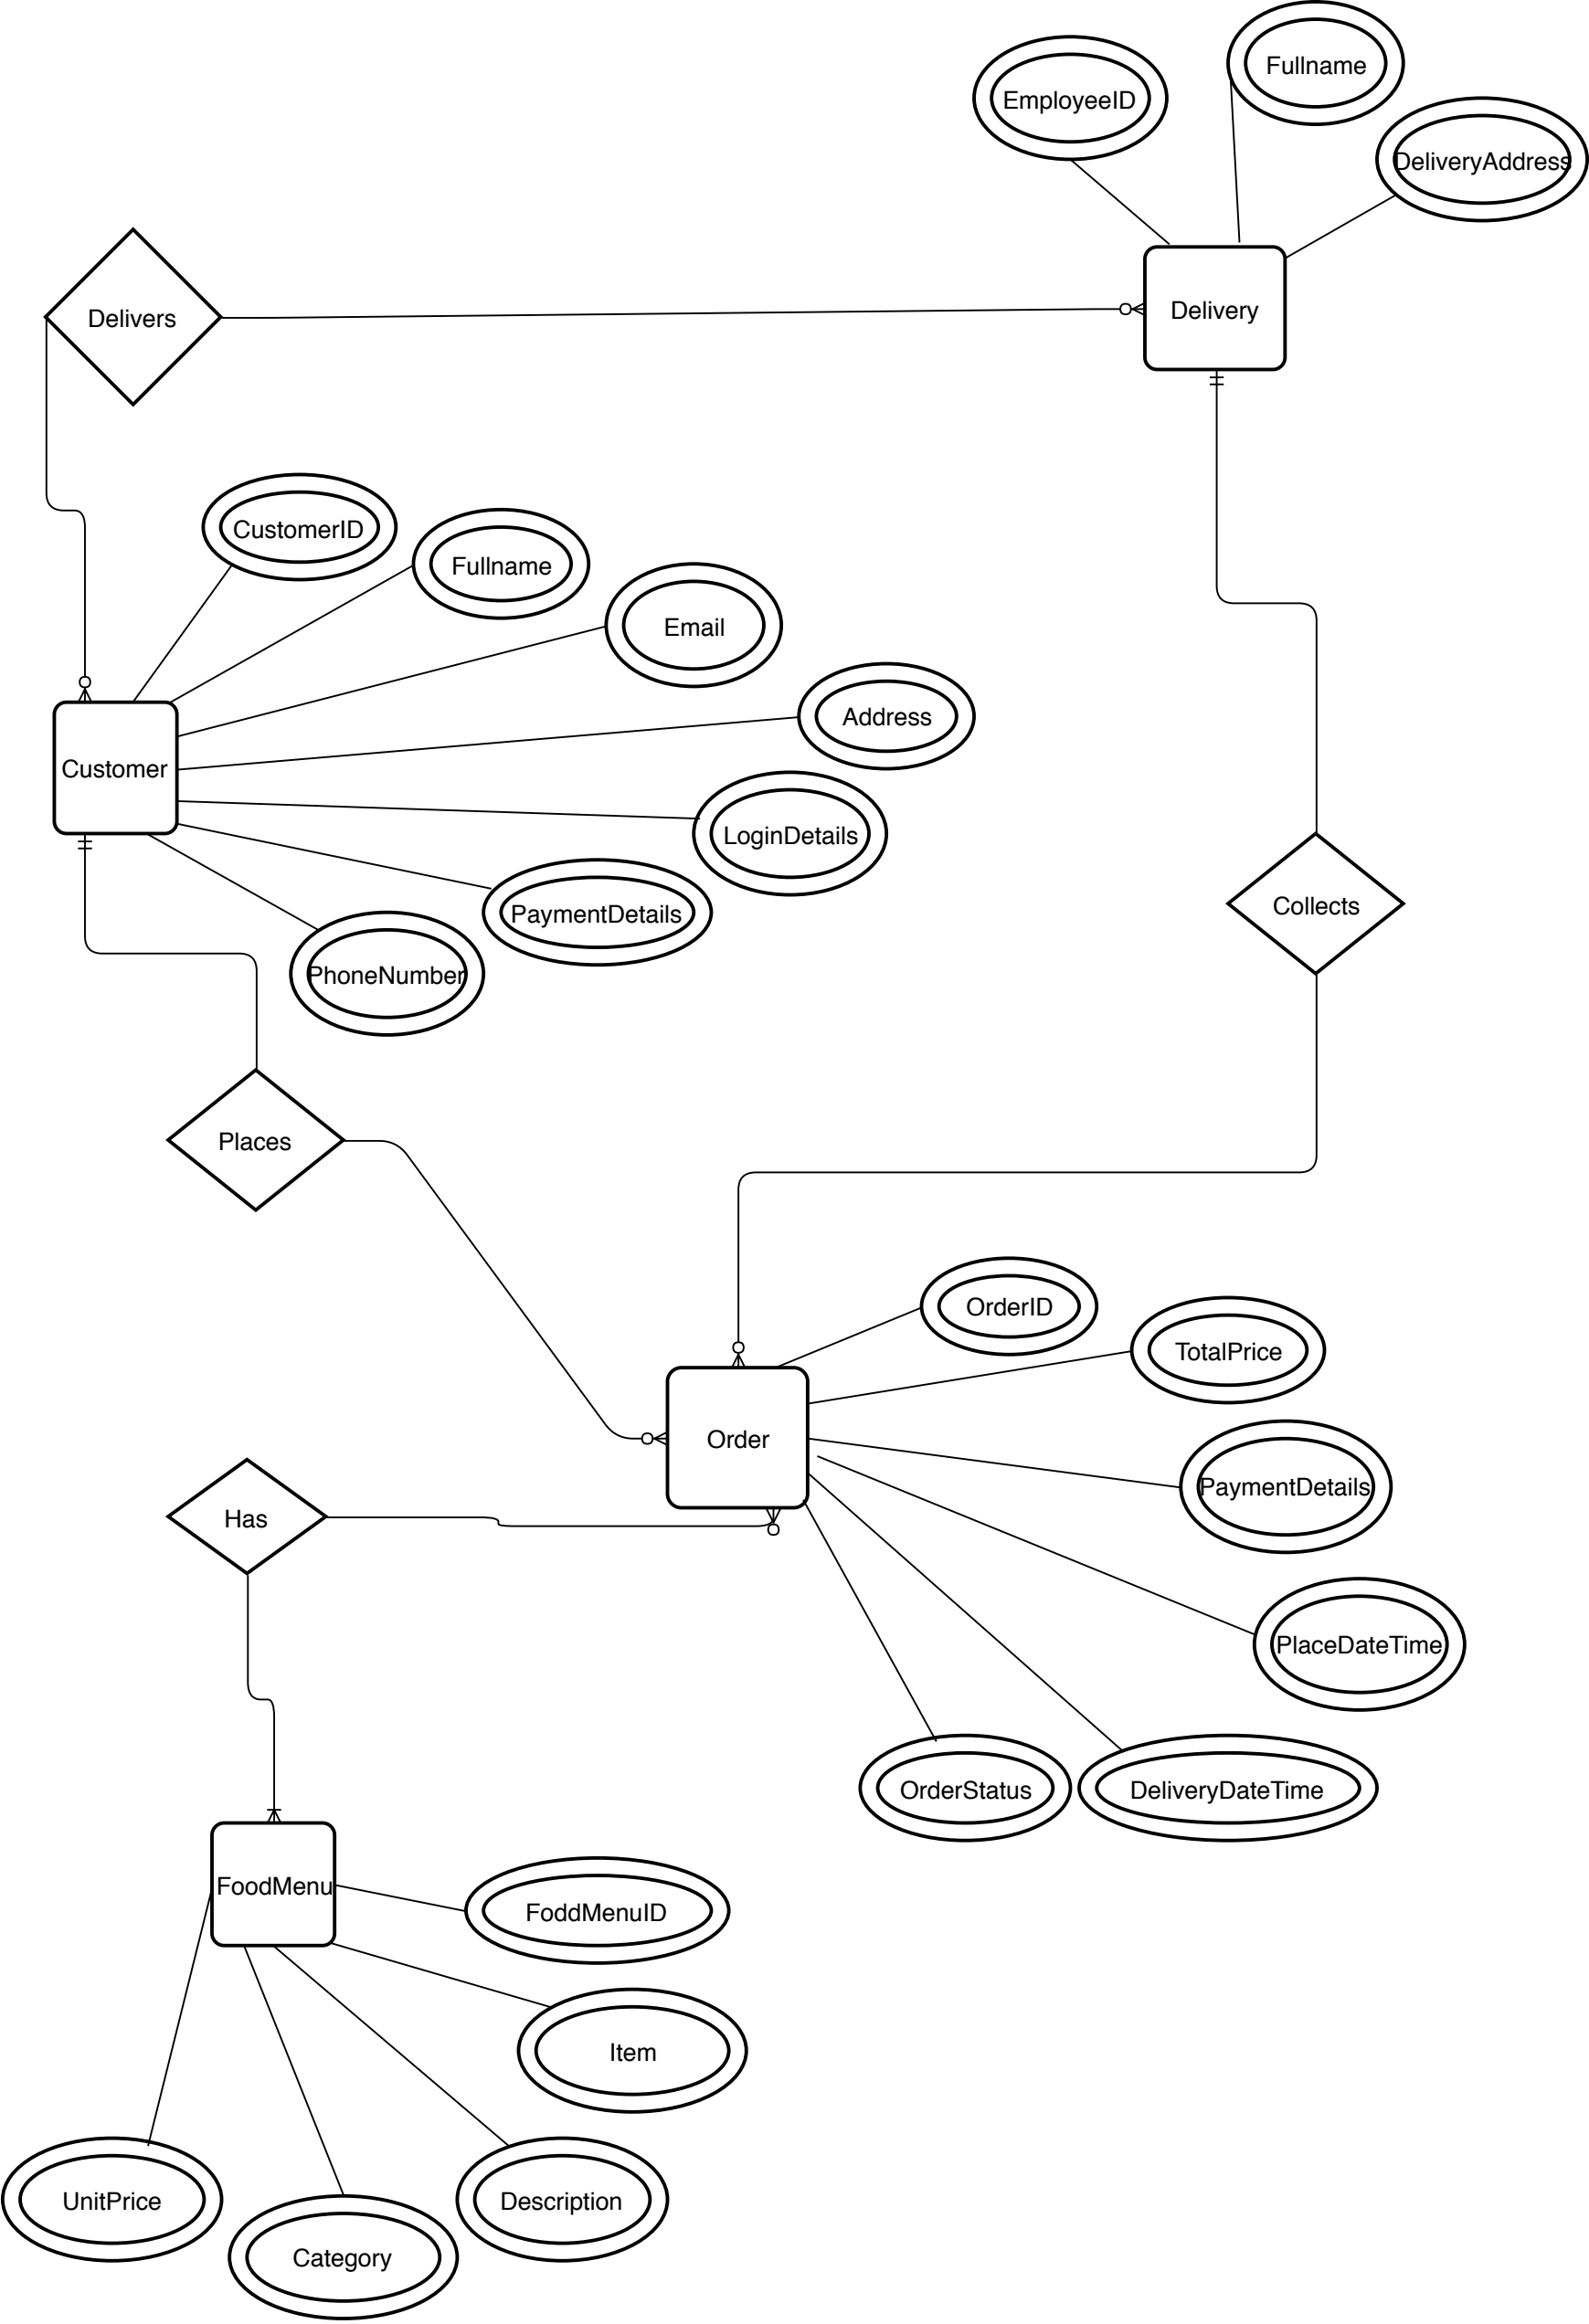 Fullname
EmployeeID
DeliveryAddress
Delivers
Delivery
CustomerID
Fullname
Email
Address
Customer
LoginDetails
PaymentDetails
Collects
PhoneNumber
Places
OrderID
TotalPrice
Order
PaymentDetails
Has
PlaceDateTime
OrderStatus
DeliveryDateTime
FoodMenu
FoddMenuID
Item
UnitPrice
Description
Category